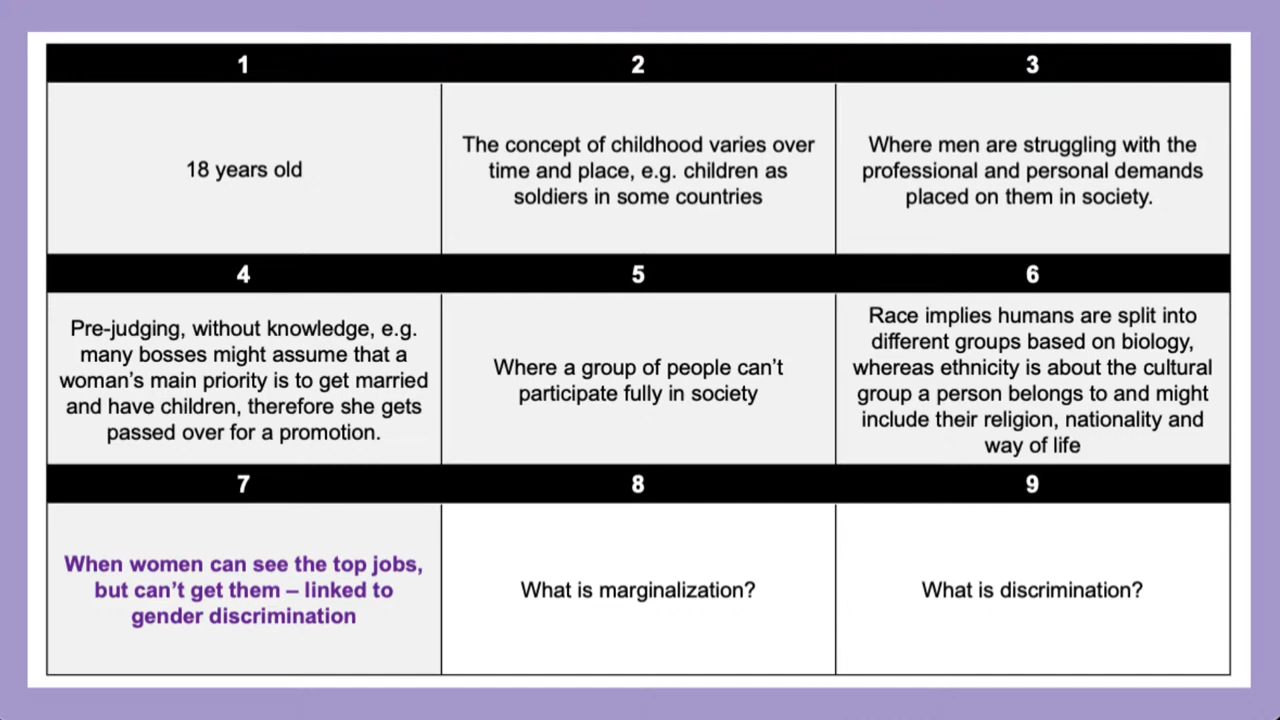 1
2
3
18 years old
The concept of childhood varies over
time and place, e.g. children as
soldiers in some countries
Where men are struggling with the
professional and personal demands
placed on them in society.
4
5
6
Pre-judging, without knowledge, e.g.
many bosses might assume that a
woman's main priority is to get married
and have children, therefore she gets
passed over for a promotion.
Where a group of people can't
participate fully in society
Race implies humans are split into
different groups based on biology,
whereas ethnicity is about the cultural
group a person belongs to and might
include their religion, nationality and
way of life
7
8
9
When women can see the top jobs,
but can't get them – linked to
gender discrimination
What is marginalization?
What is discrimination?